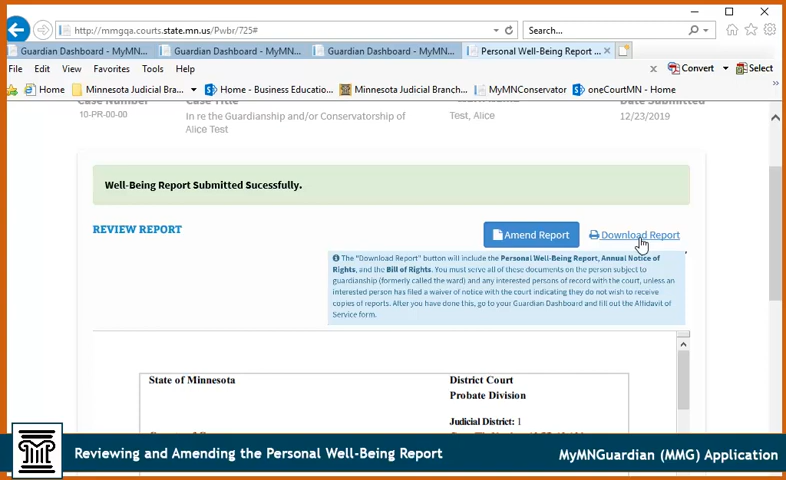 http://mmgqa.courts.state.mn.us/Pwbr/725#
Search...
Guardian Dashboard - MyMN...
Guardian Dashboard - MyMN...
Guardian Dashboard - MyMN...
Personal Well-Being Report ...
File Edit View Favorites Tools Help
Convert
Select
Home
Minnesota Judicial Bra...
Home - Business Educatio...
Minnesota Judicial Branch...
MyMNConservator
oneCourtMN - Home
Case Number
Case Title
Date Submitted
10-PR-00-00
In re the Guardianship and/or Conservatorship of
Alice Test
Test, Alice
12/23/2019
Well-Being Report Submitted Sucessfully.
REVIEW REPORT
Amend Report
Download Report
The "Download Report" button will include the Personal Well-Being Report, Annual Notice of
Rights, and the Bill of Rights. You must serve all of these documents on the person subject to
guardianship (formerly called the ward) and any interested persons of record with the court, unless an
interested person has filed a waiver of notice with the court indicating they do not wish to receive
copies of reports. After you have done this, go to your Guardian Dashboard and fill out the Affidavit of
Service form.
State of Minnesota
District Court
Probate Division
Judicial District: 1
Reviewing and Amending the Personal Well-Being Report
MyMNGuardian (MMG) Application